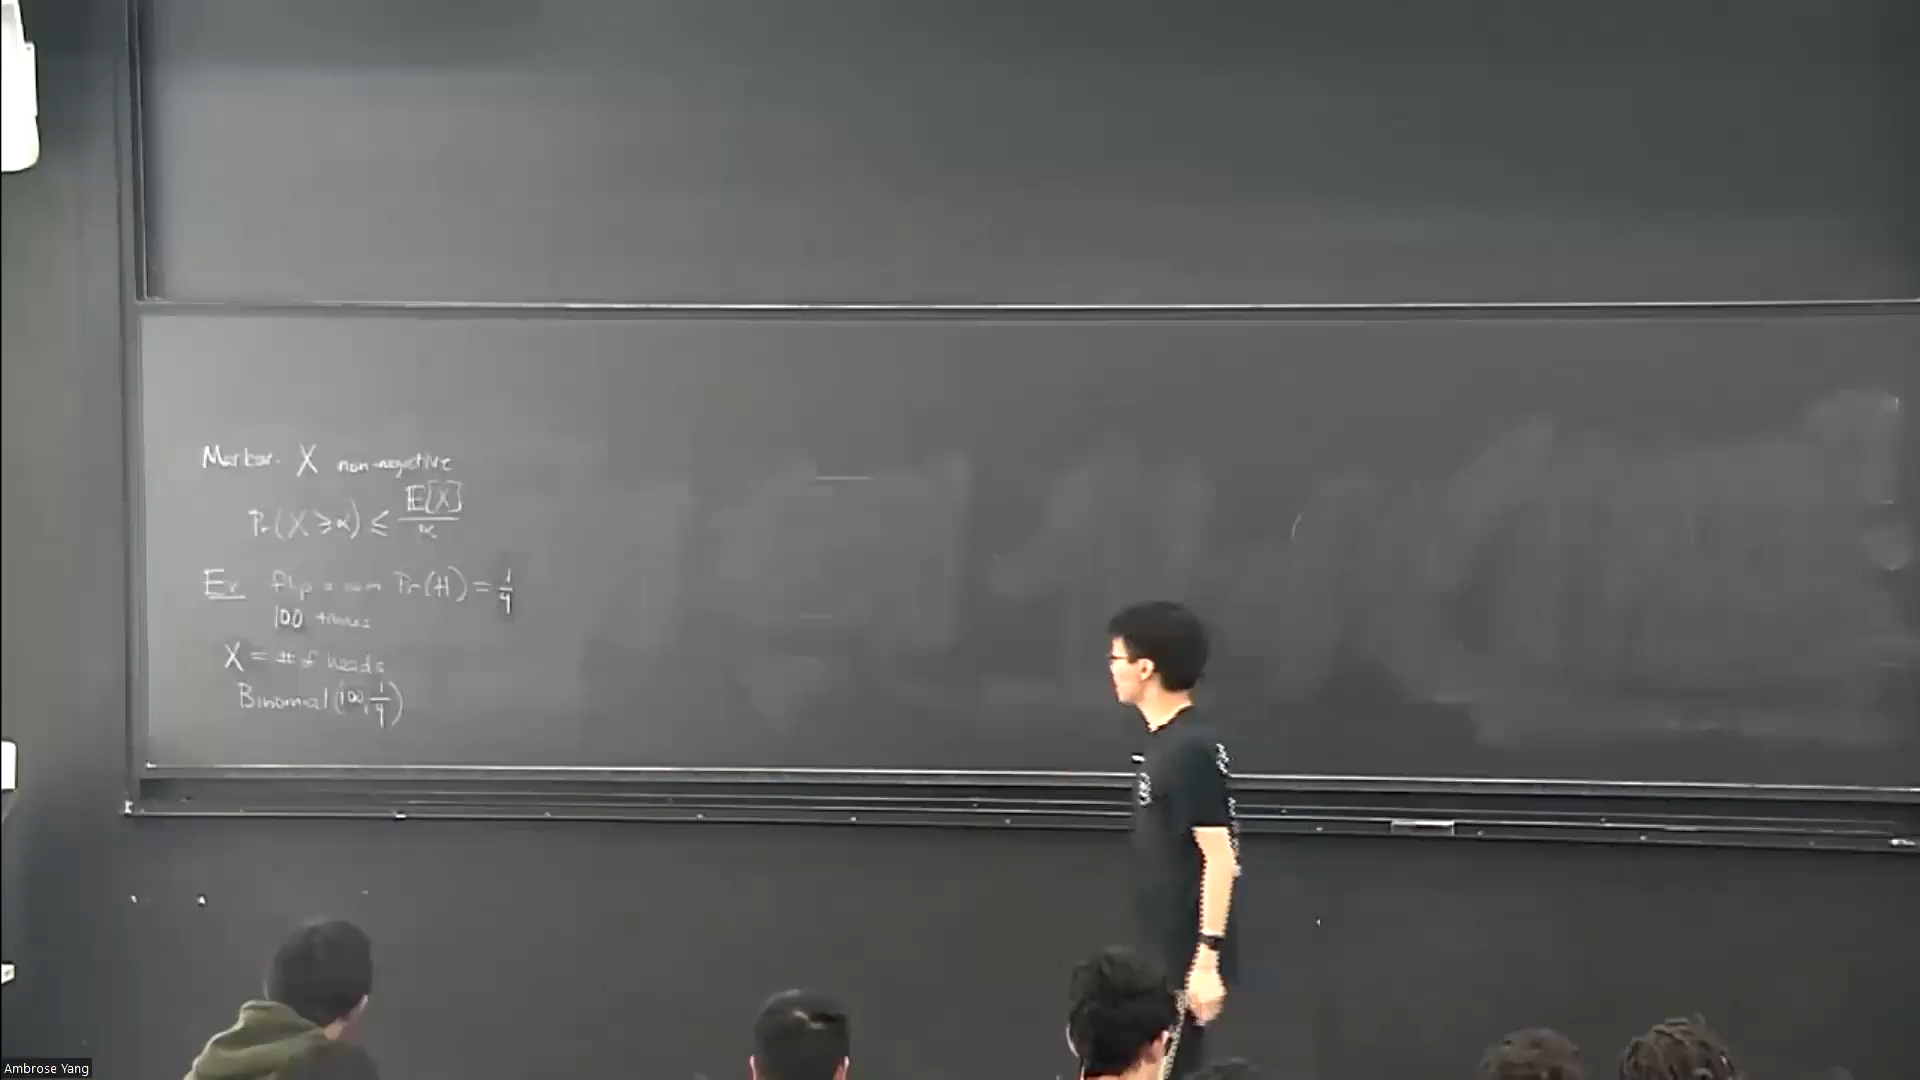 Markov. X non-negative
Pr(X ⩾ α) ≤ E[X]/α
Ex flip a coin Pr(H) = 1/4
100 times
X = # of heads
Binomial(100, 1/4)
Ambrose Yang